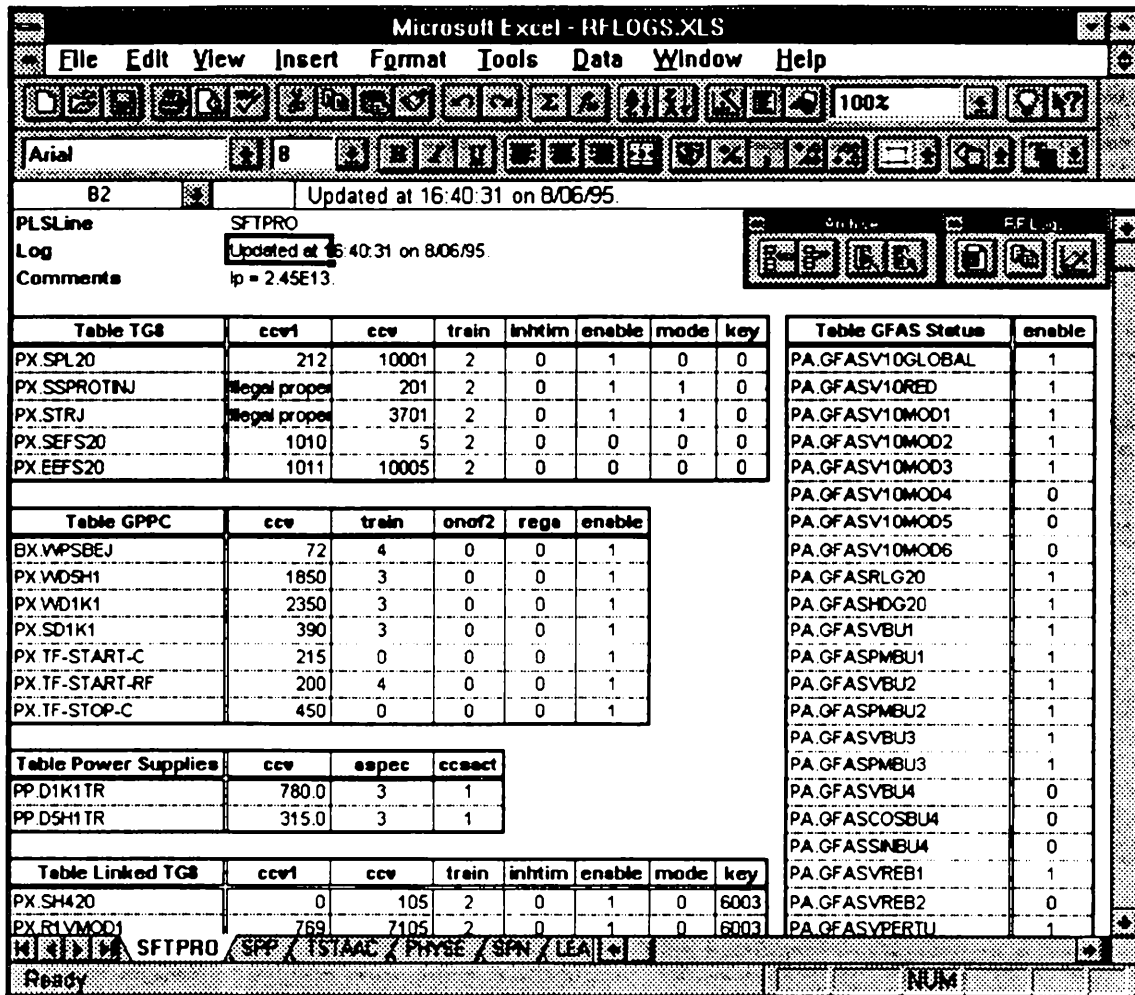 Microsoft Excel - RFLOGS.XLS
File Edit View Insert Format Tools Data Window Help
100%
Arial 8
B2 Updated at 16:40:31 on 8/06/95.
PLSLine SFTPRO
Log Updated at 16:40:31 on 8/06/95.
Comments Ip = 2.45E13.
Archive
RF Log
Table TG8 ccv1 ccv train inhtim enable mode key
PX.SPL20 212 10001 2 0 1 0 0
PX.SSPROTINJ Illegal proper 201 2 0 1 1 0
PX.STRJ Illegal proper 3701 2 0 1 1 0
PX.SEFS20 1010 5 2 0 0 0 0
PX.EEFS20 1011 10005 2 0 0 0 0
Table GPPC ccv train onof2 rega enable
BX.WPSBEJ 72 4 0 0 1
PX.WD5H1 1850 3 0 0 1
PX.WD1K1 2350 3 0 0 1
PX.SD1K1 390 3 0 0 1
PX.TF-START-C 215 0 0 0 1
PX.TF-START-RF 200 4 0 0 1
PX.TF-STOP-C 450 0 0 0 1
Table Power Supplies ccv aspec ccsact
PP.D1K1TR 780.0 3 1
PP.D5H1TR 315.0 3 1
Table Linked TG8 ccv1 ccv train inhtim enable mode key
PX.SH420 0 105 2 0 1 0 6003
PX.R1VMOD1 769 7105 2 0 1 0 6003
Table GFAS Status enable
PA.GFASV10GLOBAL 1
PA.GFASV10RED 1
PA.GFASV10MOD1 1
PA.GFASV10MOD2 1
PA.GFASV10MOD3 1
PA.GFASV10MOD4 0
PA.GFASV10MOD5 0
PA.GFASV10MOD6 0
PA.GFASRLG20 1
PA.GFASHDG20 1
PA.GFASVBU1 1
PA.GFASPMBU1 1
PA.GFASVBU2 1
PA.GFASPMBU2 1
PA.GFASVBU3 1
PA.GFASPMBU3 1
PA.GFASVBU4 0
PA.GFASCOSBU4 0
PA.GFASSINBU4 0
PA.GFASVREB1 1
PA.GFASVREB2 0
PA.GFASVPERTU 1
SFTPRO SPP TSTAAC PHYSE SPN LEA
Ready NUM